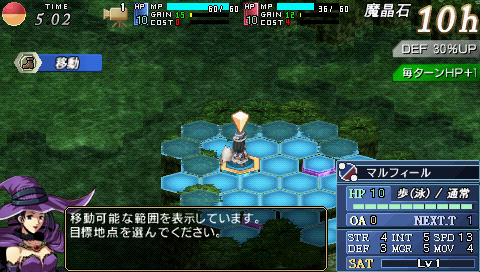 TIME
5:02
1
HP MP 60/60
10 GAIN 15
COST 0
HP MP 36/60
10 GAIN 12
COST 0
魔晶石
10h
DEF 30%UP
毎ターンHP+1
移動
マルフィール
HP 10 歩(泳)/通常
OA 0 NEXT.T 1
STR 4 INT 5 SPD 13
DEF 3 MGR 5 MOV 4
SAT Lv1
移動可能な範囲を表示しています。
目標地点を選んでください。